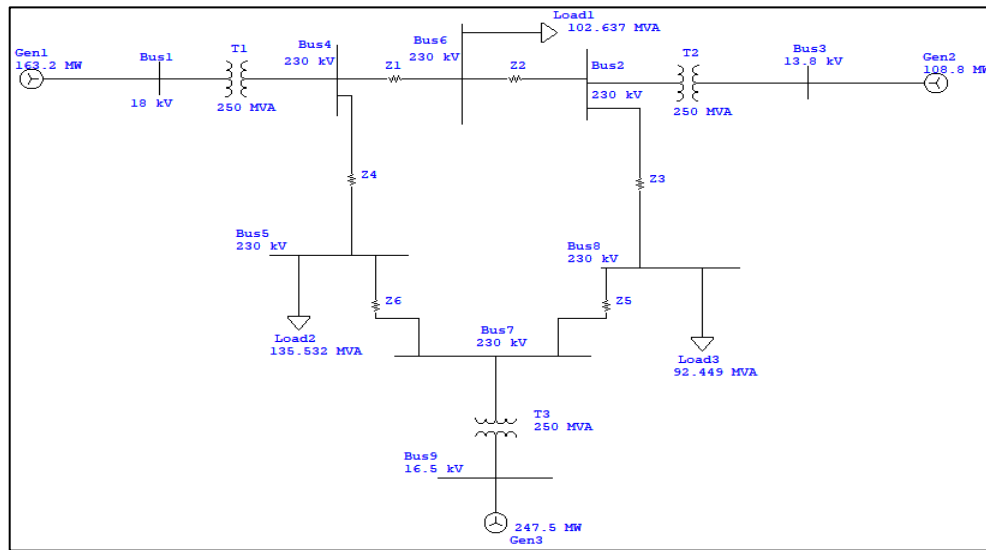 Gen1
163.2 MW
Bus1
18 kV
T1
250 MVA
Bus4
230 kV
Z1
Bus6
230 kV
Load1
102.637 MVA
Z2
Bus2
230 kV
T2
250 MVA
Bus3
13.8 kV
Gen2
108.8 MW
Z4
Z3
Bus5
230 kV
Bus8
230 kV
Z6
Z5
Load2
135.532 MVA
Bus7
230 kV
Load3
92.449 MVA
T3
250 MVA
Bus9
16.5 kV
247.5 MW
Gen3